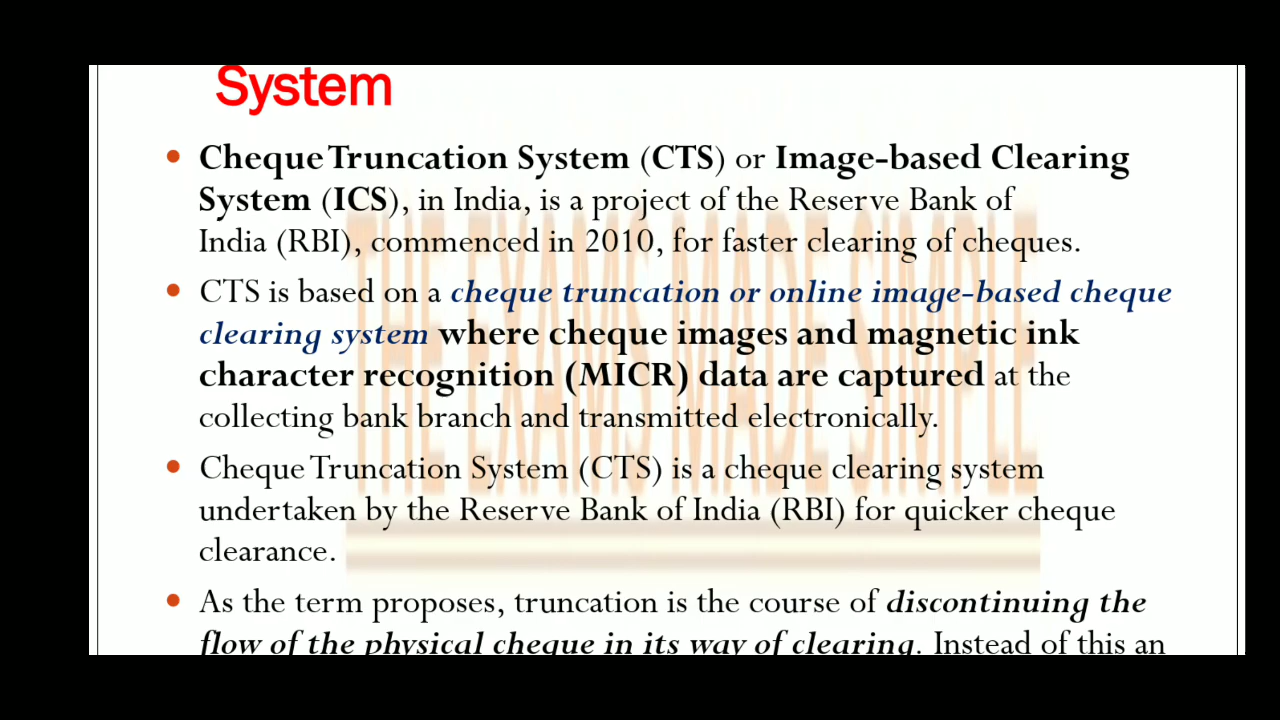 System
Cheque Truncation System (CTS) or Image-based Clearing
System (ICS), in India, is a project of the Reserve Bank of
India (RBI), commenced in 2010, for faster clearing of cheques.
CTS is based on a cheque truncation or online image-based cheque
clearing system where cheque images and magnetic ink
character recognition (MICR) data are captured at the
collecting bank branch and transmitted electronically.
Cheque Truncation System (CTS) is a cheque clearing system
undertaken by the Reserve Bank of India (RBI) for quicker cheque
clearance.
As the term proposes, truncation is the course of discontinuing the
flow of the physical cheque in its way of clearing. Instead of this an
THE EXAMS MADE SIMPLE